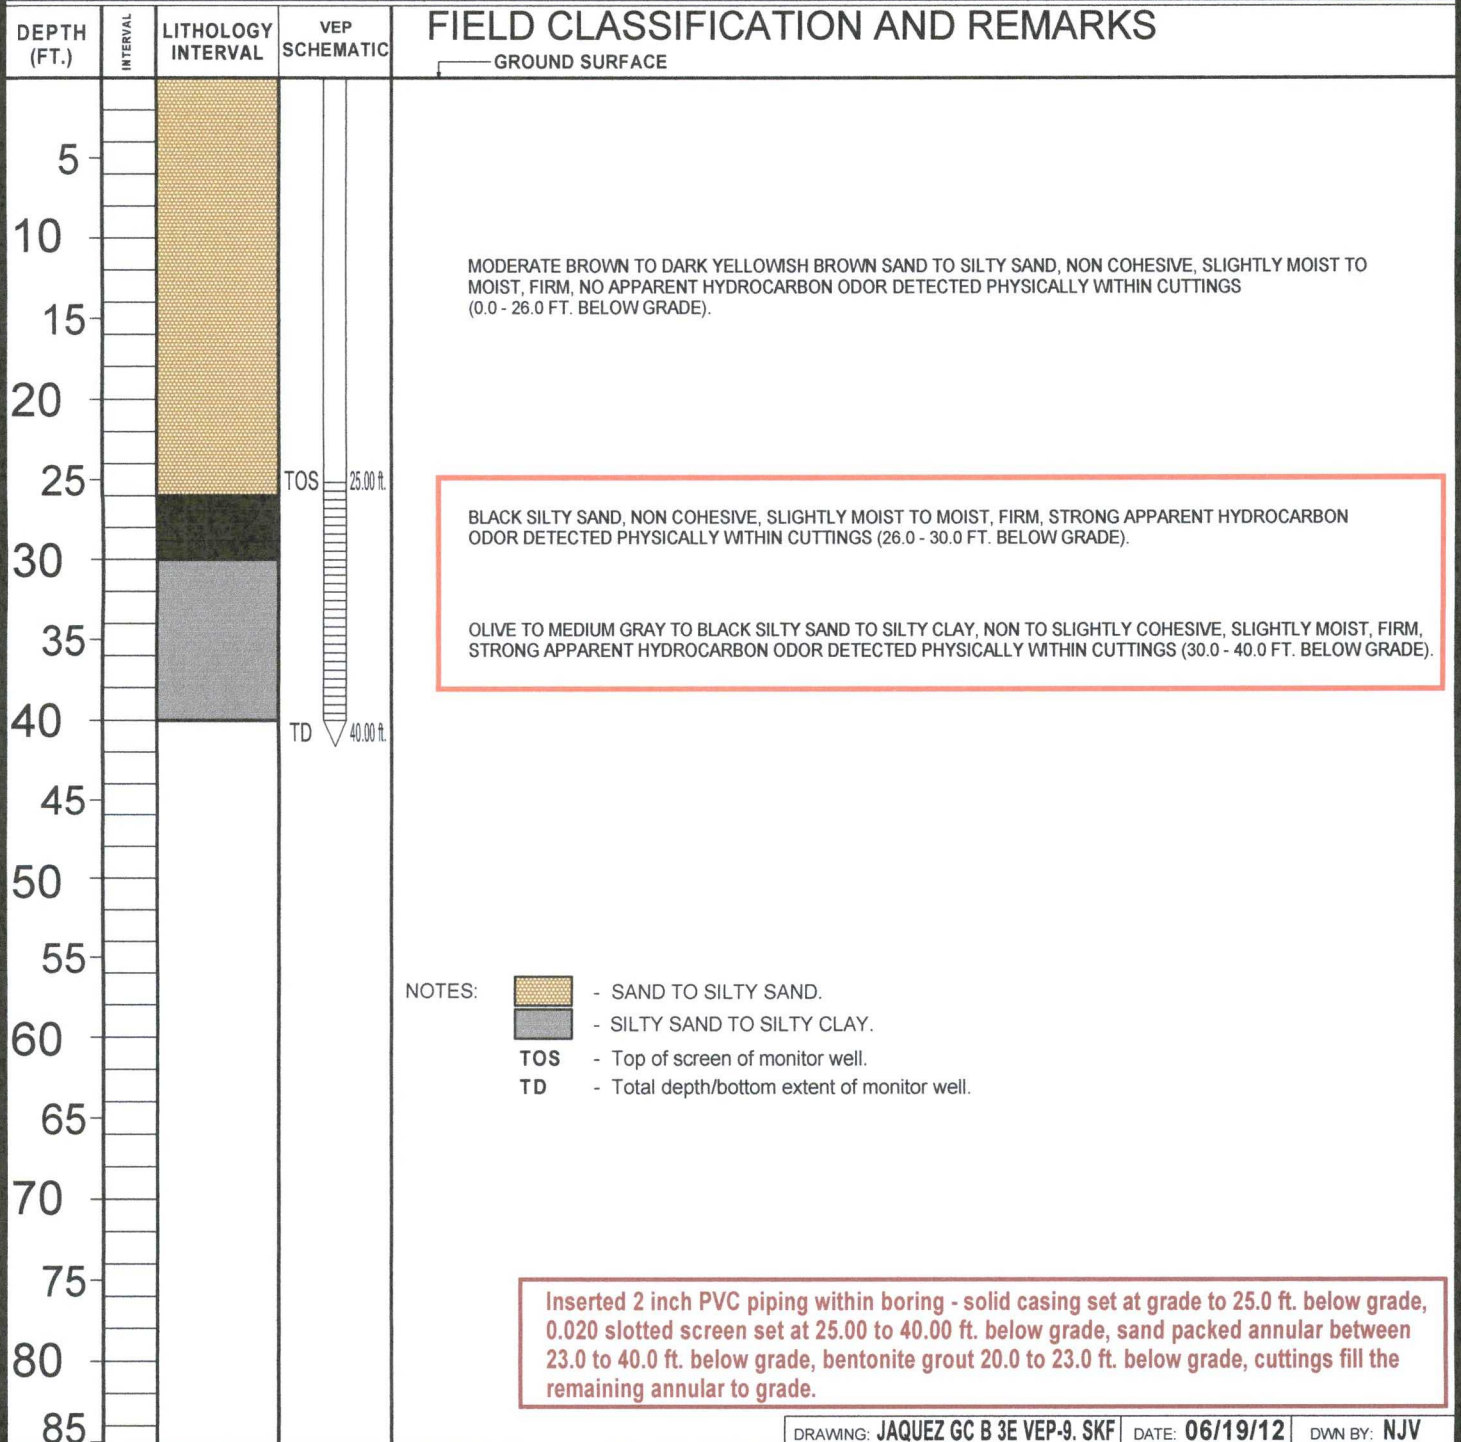 DEPTH
(FT.)
INTERVAL
LITHOLOGY
INTERVAL
VEP
SCHEMATIC
FIELD CLASSIFICATION AND REMARKS
GROUND SURFACE
5
10
MODERATE BROWN TO DARK YELLOWISH BROWN SAND TO SILTY SAND, NON COHESIVE, SLIGHTLY MOIST TO
MOIST, FIRM, NO APPARENT HYDROCARBON ODOR DETECTED PHYSICALLY WITHIN CUTTINGS
(0.0 - 26.0 FT. BELOW GRADE).
15
20
25
TOS
25.00 ft.
BLACK SILTY SAND, NON COHESIVE, SLIGHTLY MOIST TO MOIST, FIRM, STRONG APPARENT HYDROCARBON
ODOR DETECTED PHYSICALLY WITHIN CUTTINGS (26.0 - 30.0 FT. BELOW GRADE).
30
OLIVE TO MEDIUM GRAY TO BLACK SILTY SAND TO SILTY CLAY, NON TO SLIGHTLY COHESIVE, SLIGHTLY MOIST, FIRM,
STRONG APPARENT HYDROCARBON ODOR DETECTED PHYSICALLY WITHIN CUTTINGS (30.0 - 40.0 FT. BELOW GRADE).
35
40
TD
40.00 ft.
45
50
55
NOTES:
- SAND TO SILTY SAND.
- SILTY SAND TO SILTY CLAY.
60
TOS - Top of screen of monitor well.
TD - Total depth/bottom extent of monitor well.
65
70
75
Inserted 2 inch PVC piping within boring - solid casing set at grade to 25.0 ft. below grade,
0.020 slotted screen set at 25.00 to 40.00 ft. below grade, sand packed annular between
23.0 to 40.0 ft. below grade, bentonite grout 20.0 to 23.0 ft. below grade, cuttings fill the
remaining annular to grade.
80
85
DRAWING: JAQUEZ GC B 3E VEP-9. SKF DATE: 06/19/12 DWN BY: NJV